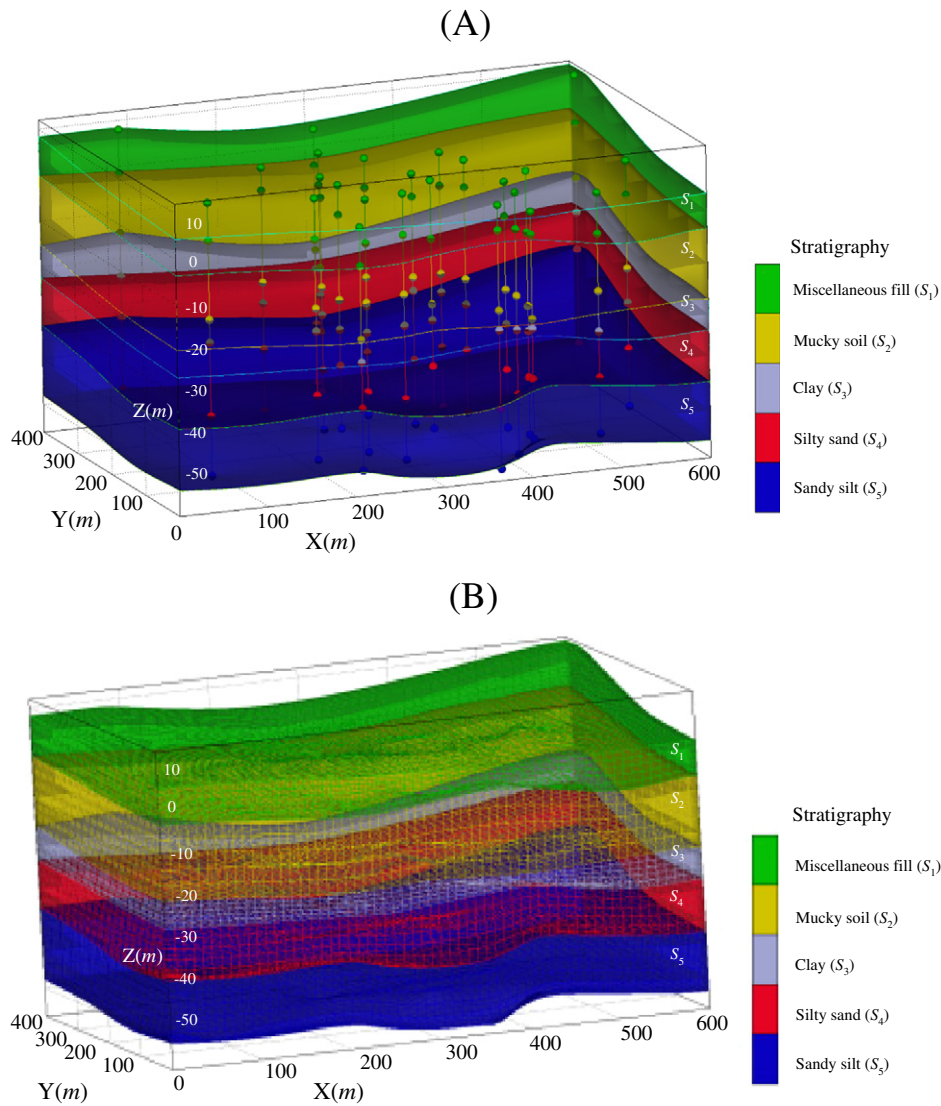 (A)
10
0
-10
-20
-30
Z(m)
-40
-50
400
300
200
100
Y(m)
0
100
200
300
400
500
600
X(m)
S1
S2
S3
S4
S5
Stratigraphy
Miscellaneous fill (S1)
Mucky soil (S2)
Clay (S3)
Silty sand (S4)
Sandy silt (S5)
(B)
10
0
-10
-20
-30
Z(m)
-40
-50
400
300
200
100
Y(m)
0
100
200
300
400
500
600
X(m)
S1
S2
S3
S4
S5
Stratigraphy
Miscellaneous fill (S1)
Mucky soil (S2)
Clay (S3)
Silty sand (S4)
Sandy silt (S5)